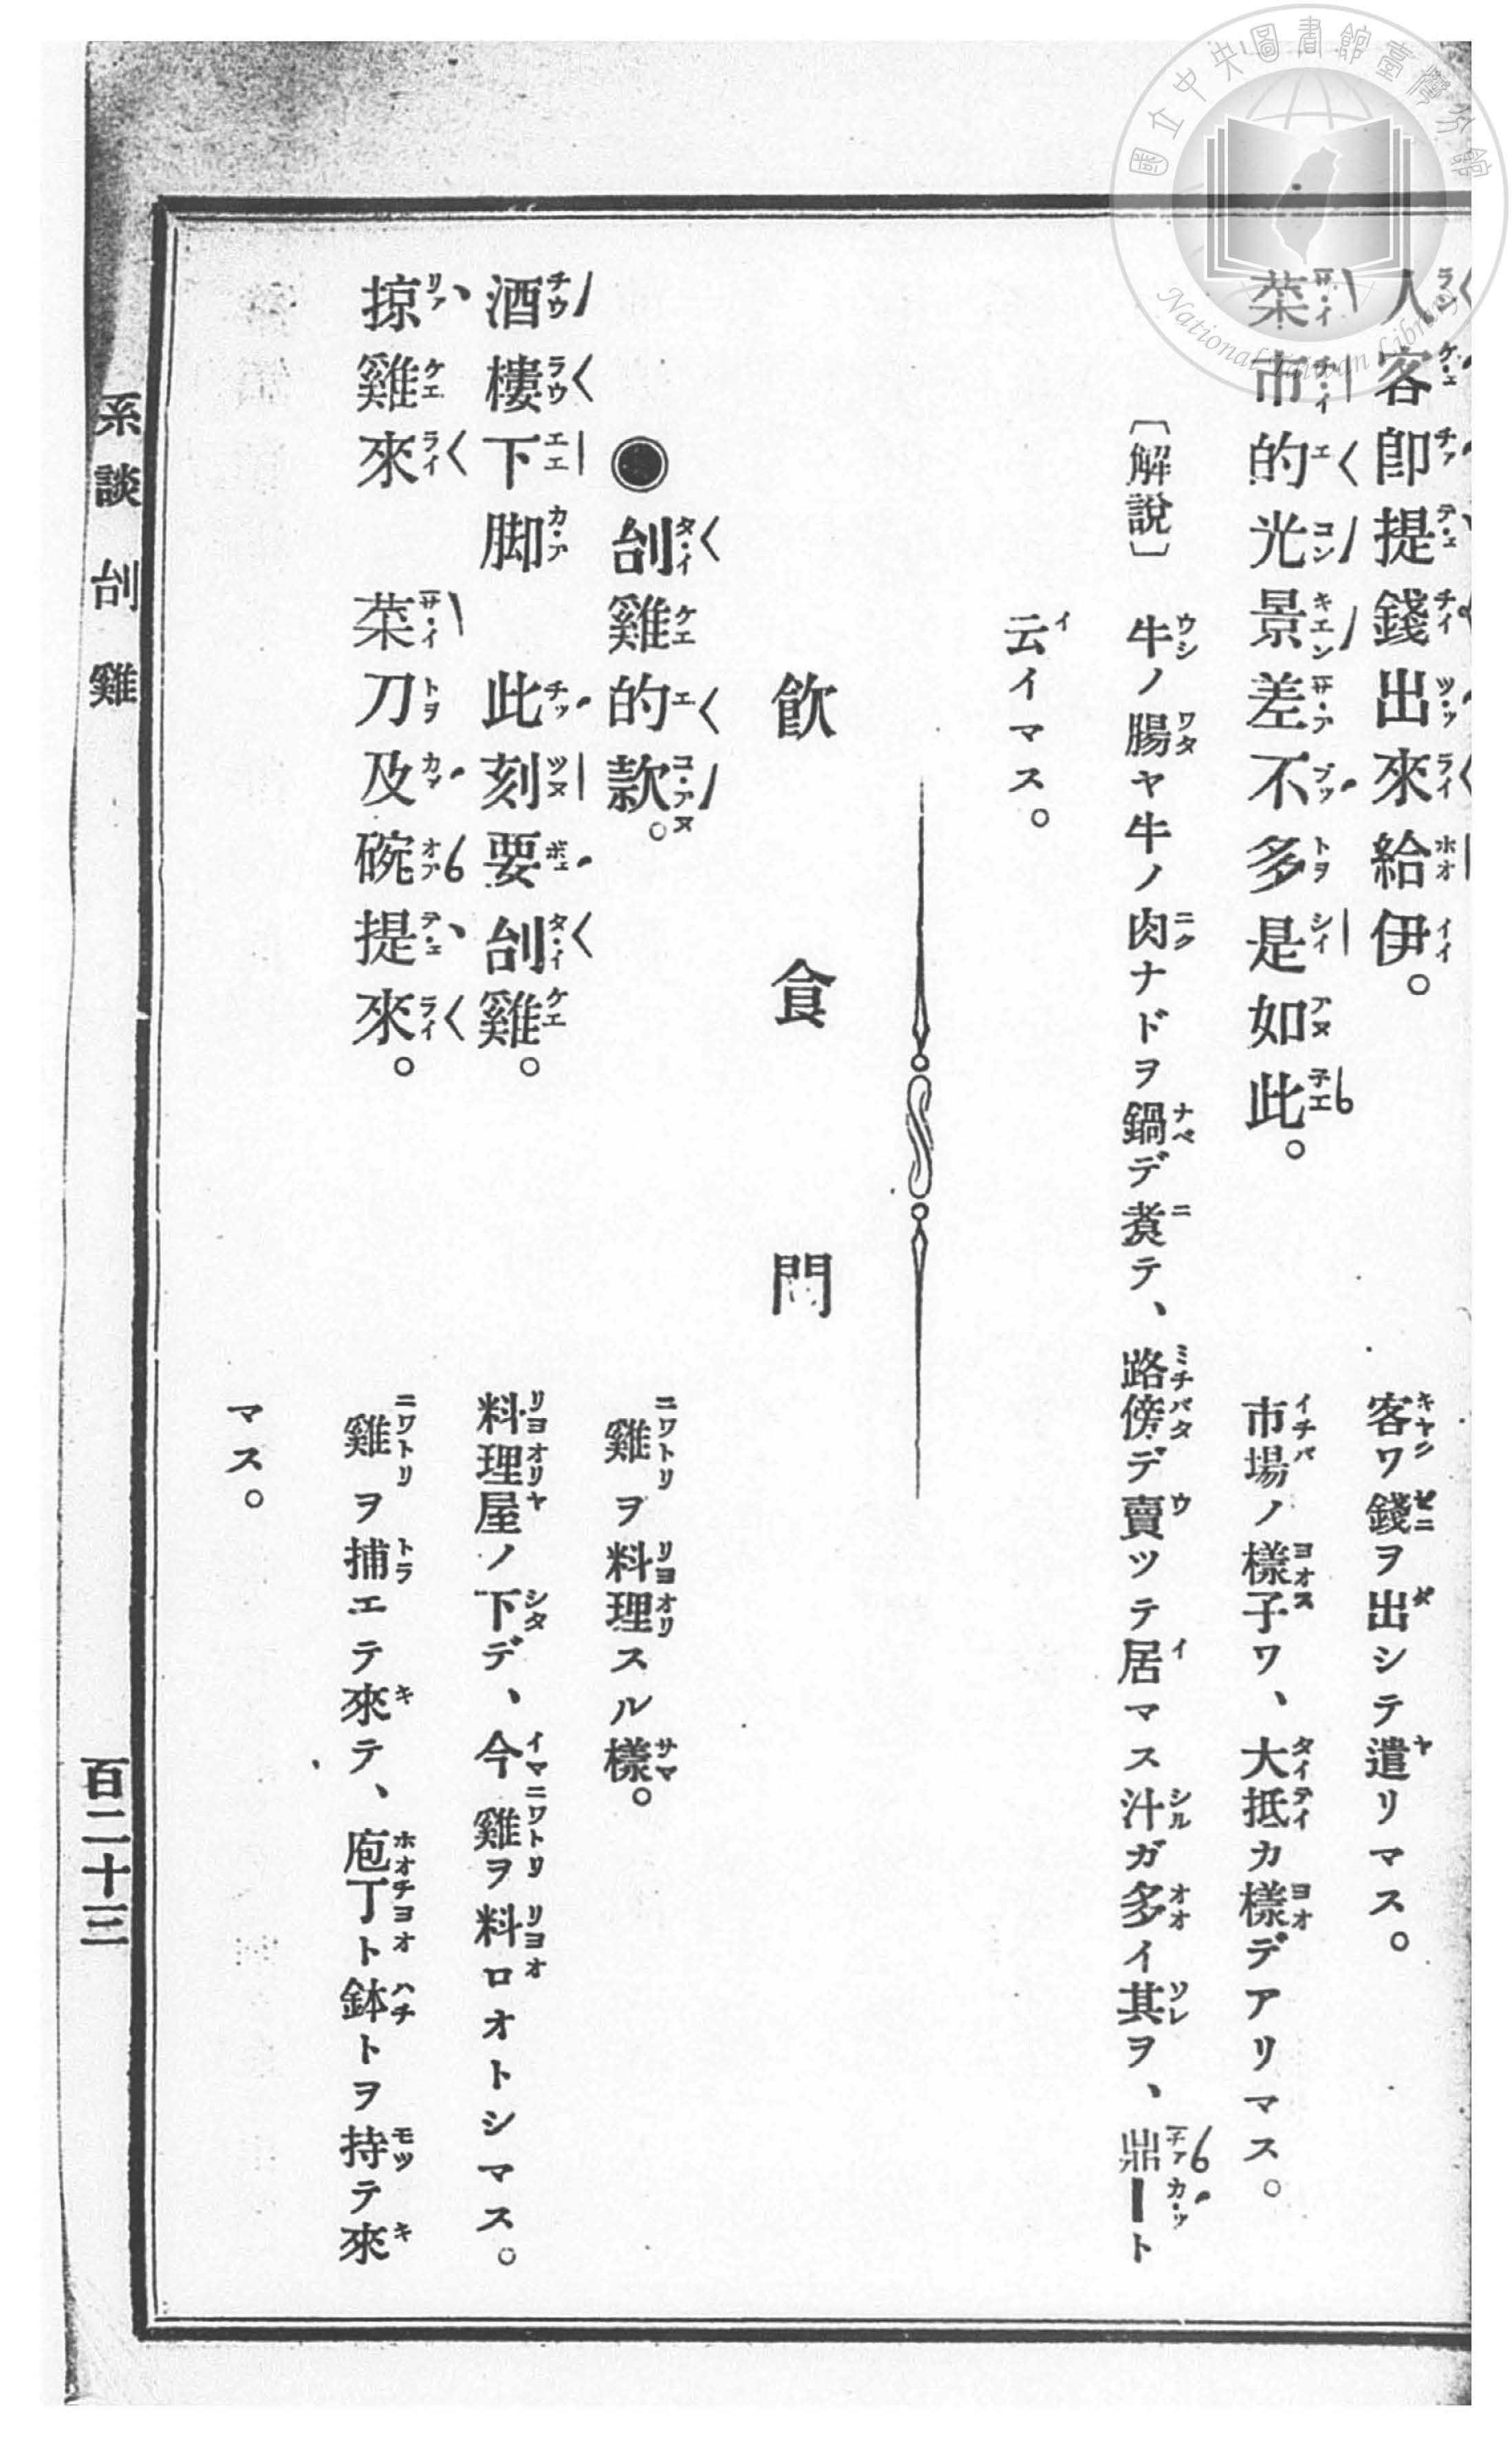 人客卽提錢出來給伊。
客ワ錢ヲ出シテ遣リマス。
菜市的光景差不多是如此。
市場ノ樣子ワ、大抵カ樣デアリマス。
〔解說〕 牛ノ腸ヤ牛ノ肉ナドヲ鍋デ煮テ、路傍デ賣ツテ居マス汁ガ多イ其ヲ、鼎ート
云イマス。
飲食門
◉刣雞的款。
雞ヲ料理スル樣。
酒樓下脚 此刻要刣雞。
料理屋ノ下デ、今雞ヲ料ロオトシマス。
掠雞來 菜刀及碗提來。
雞ヲ捕エテ來テ、庖丁ト鉢トヲ持テ來
マス。
系談 刣雞
百二十三
國立中央圖書館臺灣分館
National Taiwan Library